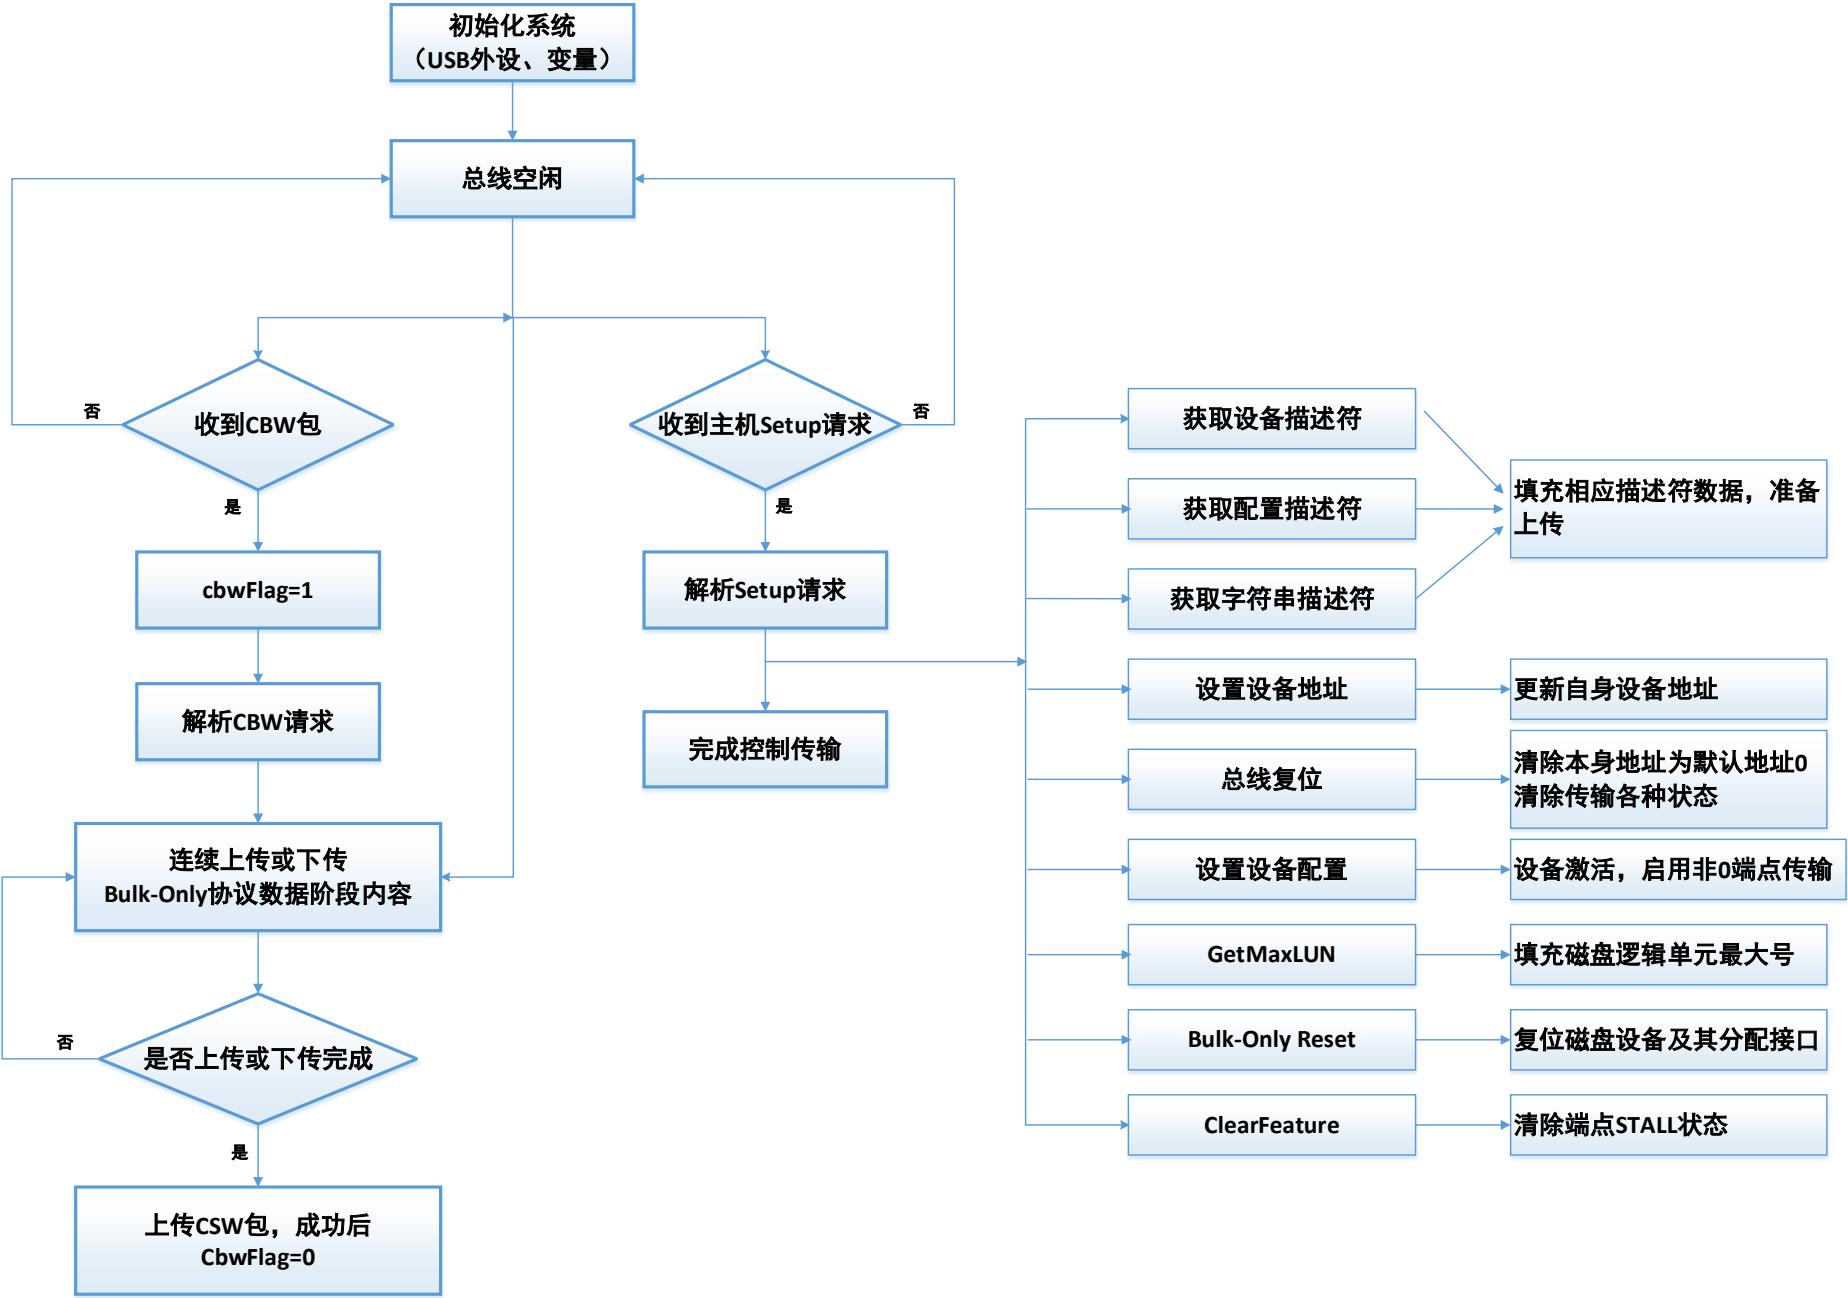 初始化系统
（USB外设、变量）
总线空闲
收到CBW包
否
是
cbwFlag=1
解析CBW请求
连续上传或下传
Bulk-Only协议数据阶段内容
是否上传或下传完成
否
是
上传CSW包，成功后
CbwFlag=0
收到主机Setup请求
否
是
解析Setup请求
完成控制传输
获取设备描述符
获取配置描述符
获取字符串描述符
填充相应描述符数据，准备
上传
设置设备地址
更新自身设备地址
总线复位
清除本身地址为默认地址0
清除传输各种状态
设置设备配置
设备激活，启用非0端点传输
GetMaxLUN
填充磁盘逻辑单元最大号
Bulk-Only Reset
复位磁盘设备及其分配接口
ClearFeature
清除端点STALL状态